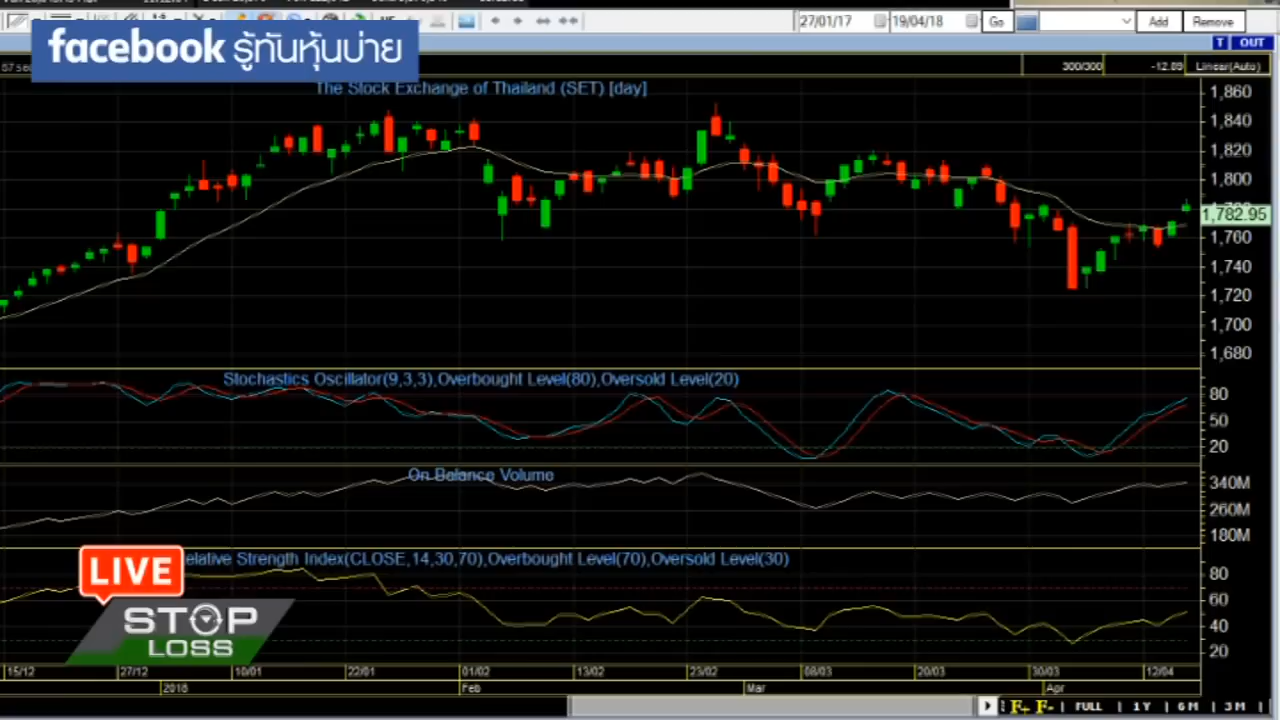 27/01/17 19/04/18 Go Add Remove
facebook รู้ทันหุ้นบ่าย
T OUT
300/300 -12.09 Linear(Auto)
The Stock Exchange of Thailand (SET) [day]
1,860
1,840
1,820
1,800
1,782.95
1,760
1,740
1,720
1,700
1,680
Stochastics Oscillator(9,3,3),Overbought Level(80),Oversold Level(20)
80
50
20
On Balance Volume
340M
260M
180M
elative Strength Index(CLOSE,14,30,70),Overbought Level(70),Oversold Level(30)
80
60
40
20
LIVE
STOP
LOSS
15/12 27/12 10/01 22/01 01/02 13/02 23/02 08/03 20/03 30/03 12/04
2018 Feb Mar Apr
F+ F- | FULL | 1Y | 6M | 3M |